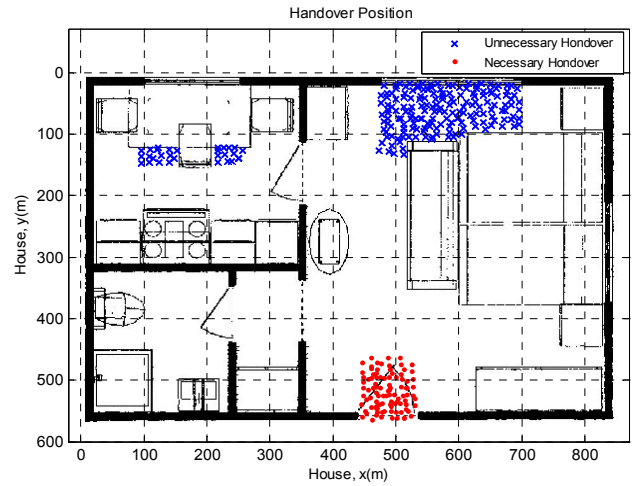 Handover Position
Unnecessary Hondover
Necessary Hondover
0
100
200
300
400
500
600
House, y(m)
0 100 200 300 400 500 600 700 800
House, x(m)